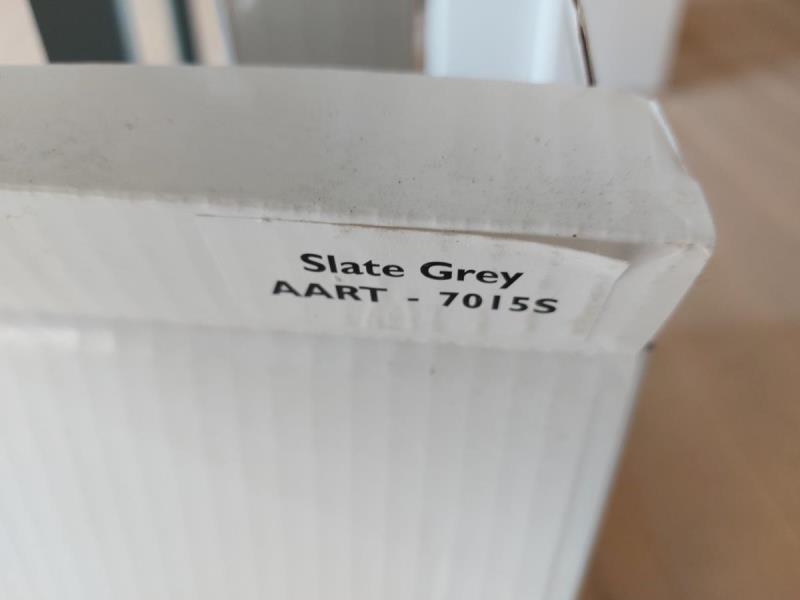 Slate Grey
AART - 7015S